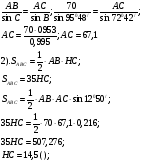 AB/sin C = AC/sin B; 70/sin 95°48' = AC/sin 72°42';
AC = 70·0953/0,995; AC = 67,1
2). S_ABC = 1/2 · AB · HC;
S_ABC = 35HC;
S_ABC = 1/2 · AB · AC · sin 12°50';
35HC = 1/2 · 70 · 67,1 · 0,216;
35HC = 507,276;
HC = 14,5();